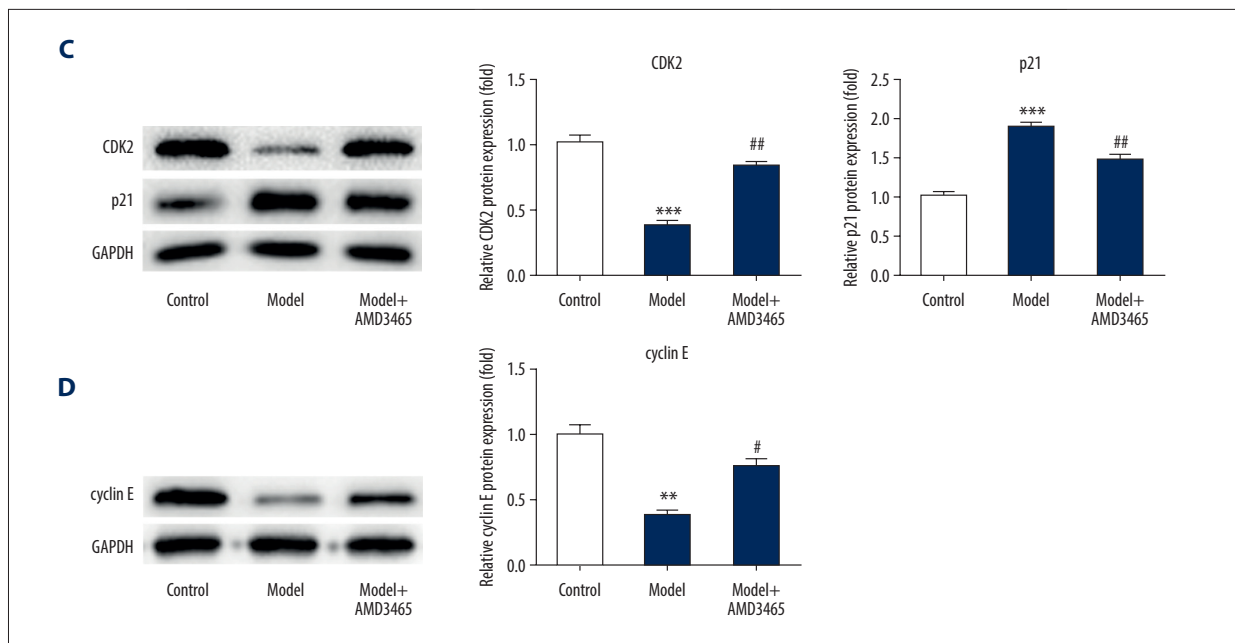 C
CDK2
p21
GAPDH
Control Model Model+
AMD3465
CDK2
Relative CDK2 protein expression (fold)
1.5
1.0
0.5
0.0
***
##
Control Model Model+
AMD3465
p21
Relative p21 protein expression (fold)
2.5
2.0
1.5
1.0
0.5
0.0
***
##
Control Model Model+
AMD3465
D
cyclin E
GAPDH
Control Model Model+
AMD3465
cyclin E
Relative cyclin E protein expression (fold)
1.5
1.0
0.5
0.0
**
#
Control Model Model+
AMD3465